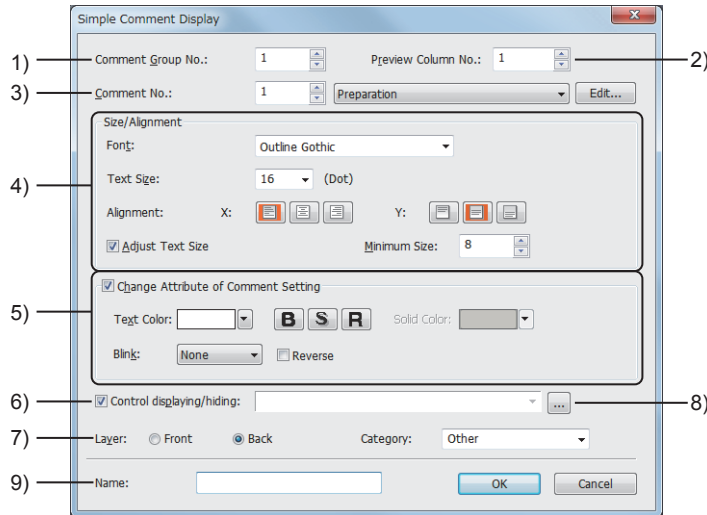 Simple Comment Display
1) Comment Group No.: 1 Preview Column No.: 1 2)
3) Comment No.: 1 Preparation Edit...
Size/Alignment
Font: Outline Gothic
4) Text Size: 16 (Dot)
Alignment: X: Y:
Adjust Text Size Minimum Size: 8
Change Attribute of Comment Setting
5) Text Color: B S R Solid Color:
Blink: None Reverse
6) Control displaying/hiding: ... 8)
7) Layer: Front Back Category: Other
9) Name: OK Cancel